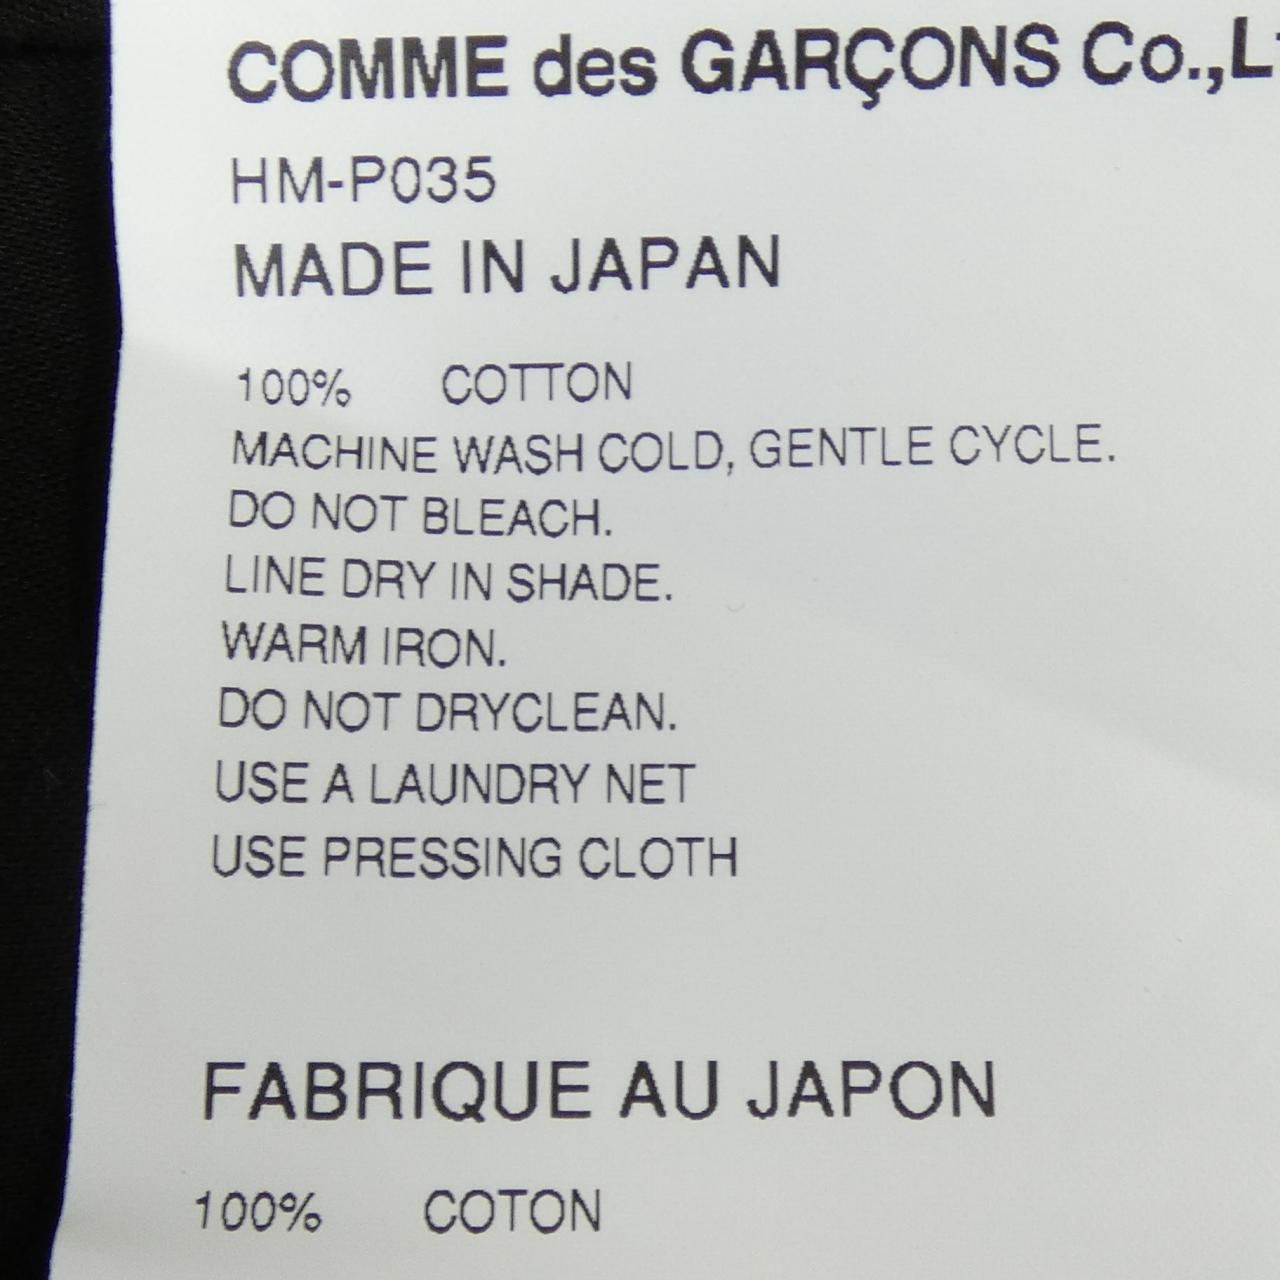 COMME des GARÇONS Co.,L
HM-P035
MADE IN JAPAN
100% COTTON
MACHINE WASH COLD, GENTLE CYCLE.
DO NOT BLEACH.
LINE DRY IN SHADE.
WARM IRON.
DO NOT DRYCLEAN.
USE A LAUNDRY NET
USE PRESSING CLOTH
FABRIQUE AU JAPON
100% COTON